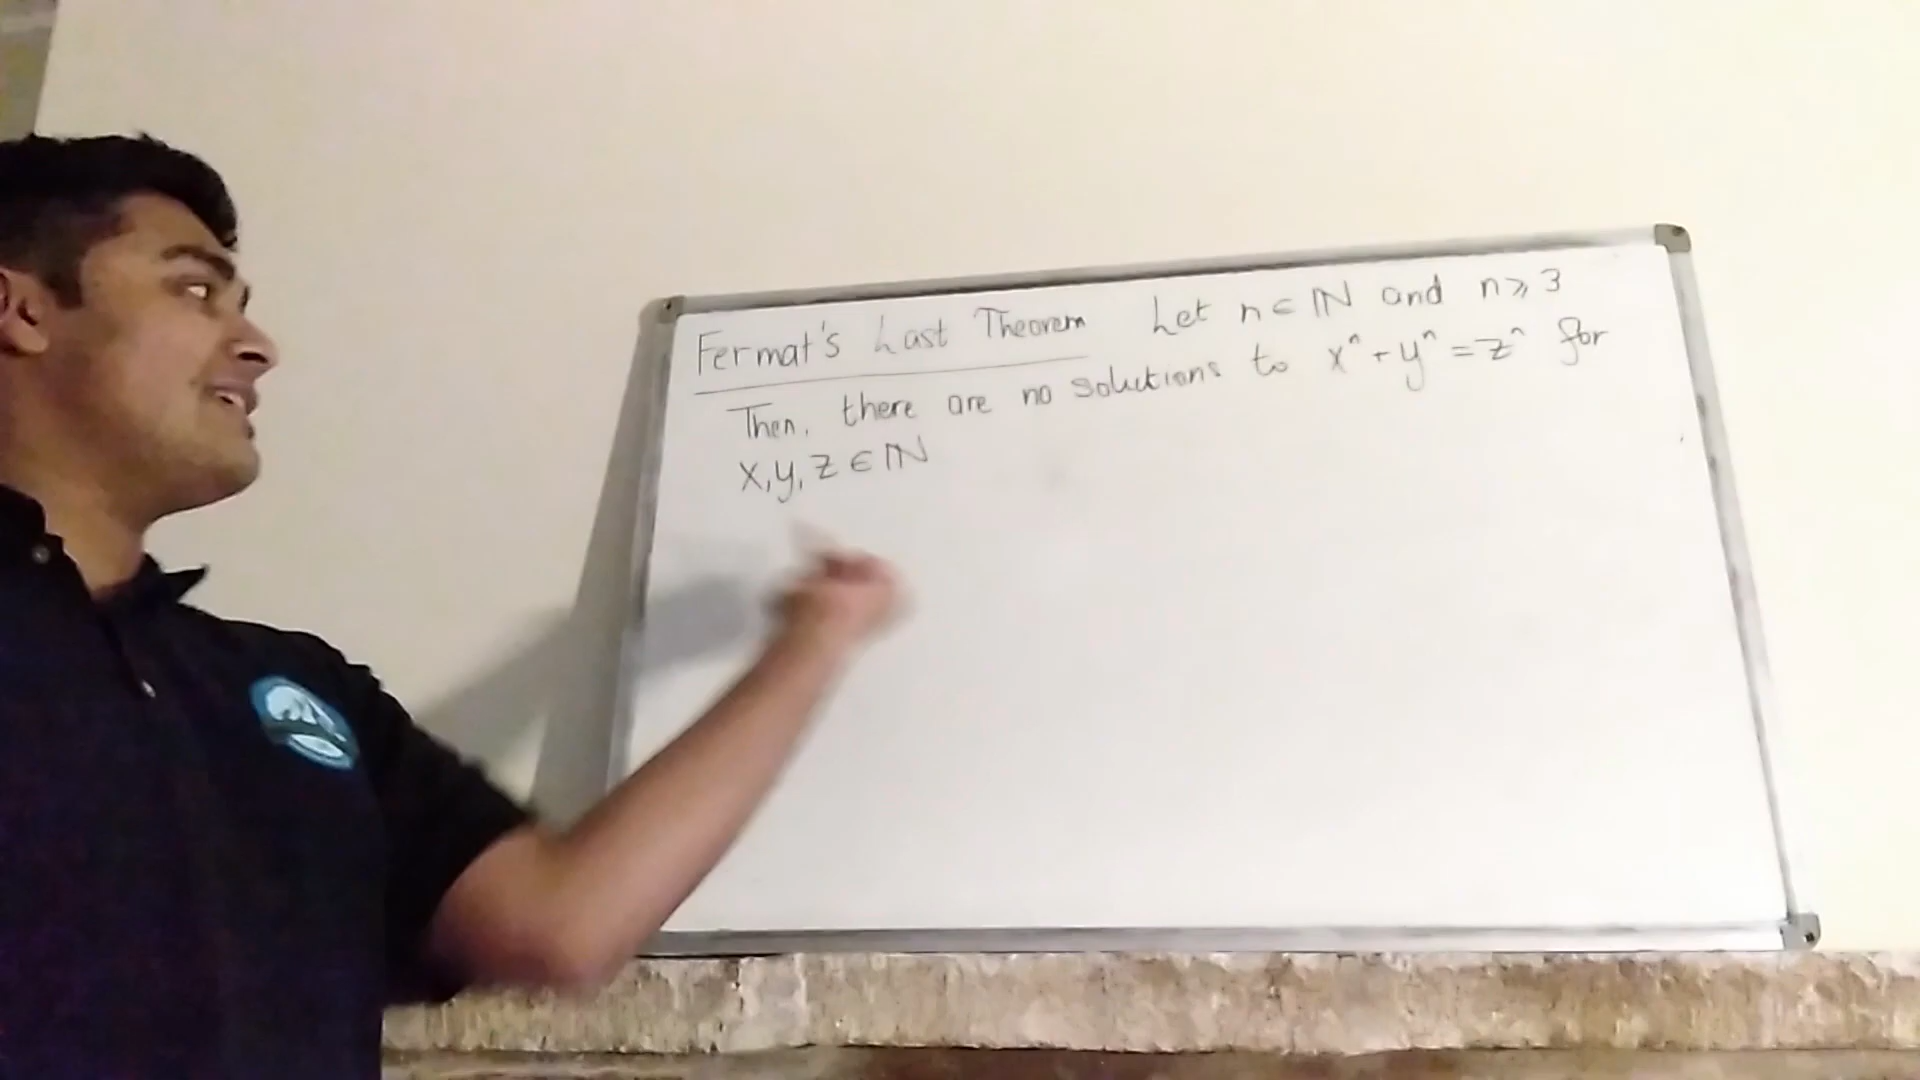 Fermat's Last Theorem Let n ∈ ℕ and n ⩾ 3
Then, there are no solutions to xⁿ + yⁿ = zⁿ for
x, y, z ∈ ℕ